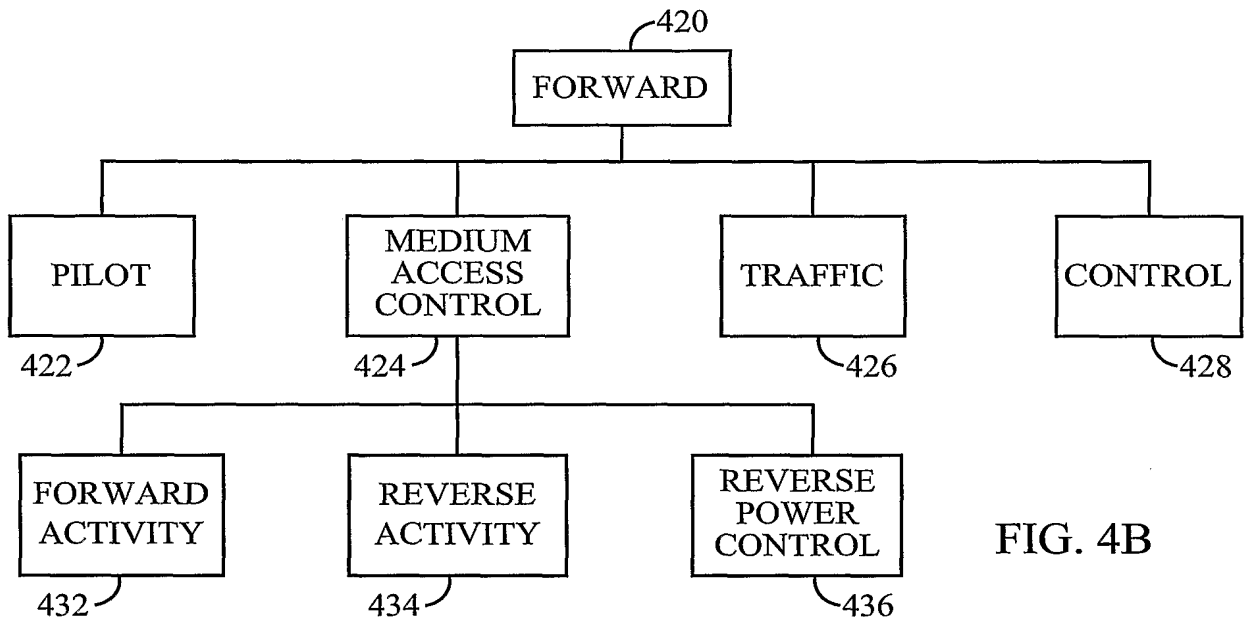 420
FORWARD
PILOT
MEDIUM
ACCESS
CONTROL
TRAFFIC
CONTROL
422
424
426
428
FORWARD
ACTIVITY
REVERSE
ACTIVITY
REVERSE
POWER
CONTROL
432
434
436
FIG. 4B